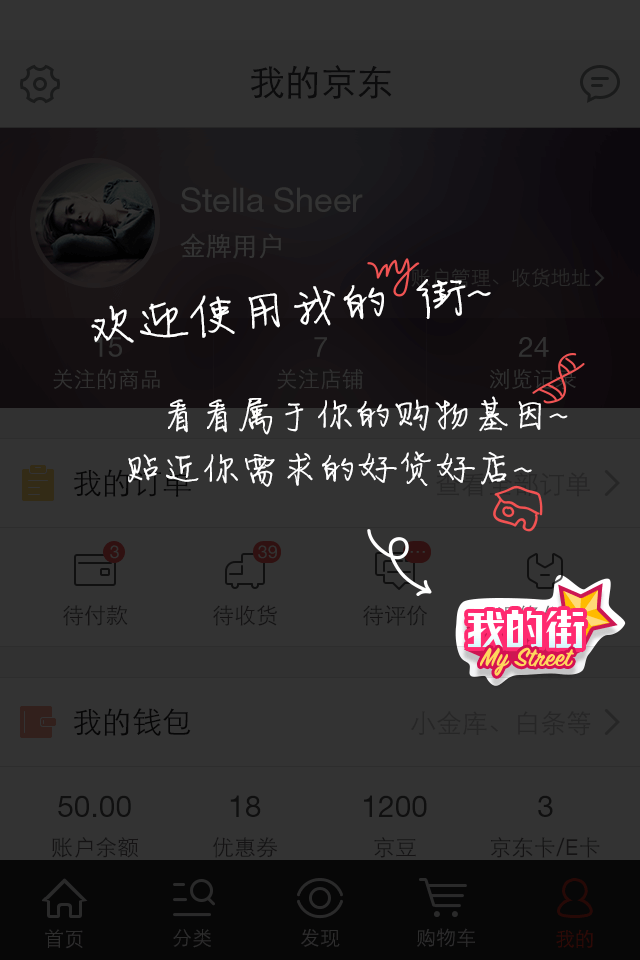 我的京东
Stella Sheer
金牌用户
账户管理、收货地址
my
欢迎使用我的 街~
15 7 24
关注的商品 关注店铺 浏览记录
看看属于你的购物基因~
贴近你需求的好货好店~
我的订单 查看全部订单
3 39 ...
待付款 待收货 待评价
我的街
My Street
我的钱包 小金库、白条等
50.00 18 1200 3
账户余额 优惠券 京豆 京东卡/E卡
首页 分类 发现 购物车 我的